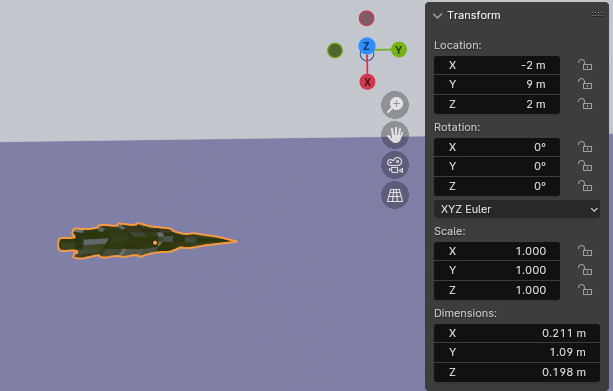 Z
Y
X
Transform
Location:
X -2 m
Y 9 m
Z 2 m
Rotation:
X 0°
Y 0°
Z 0°
XYZ Euler
Scale:
X 1.000
Y 1.000
Z 1.000
Dimensions:
X 0.211 m
Y 1.09 m
Z 0.198 m